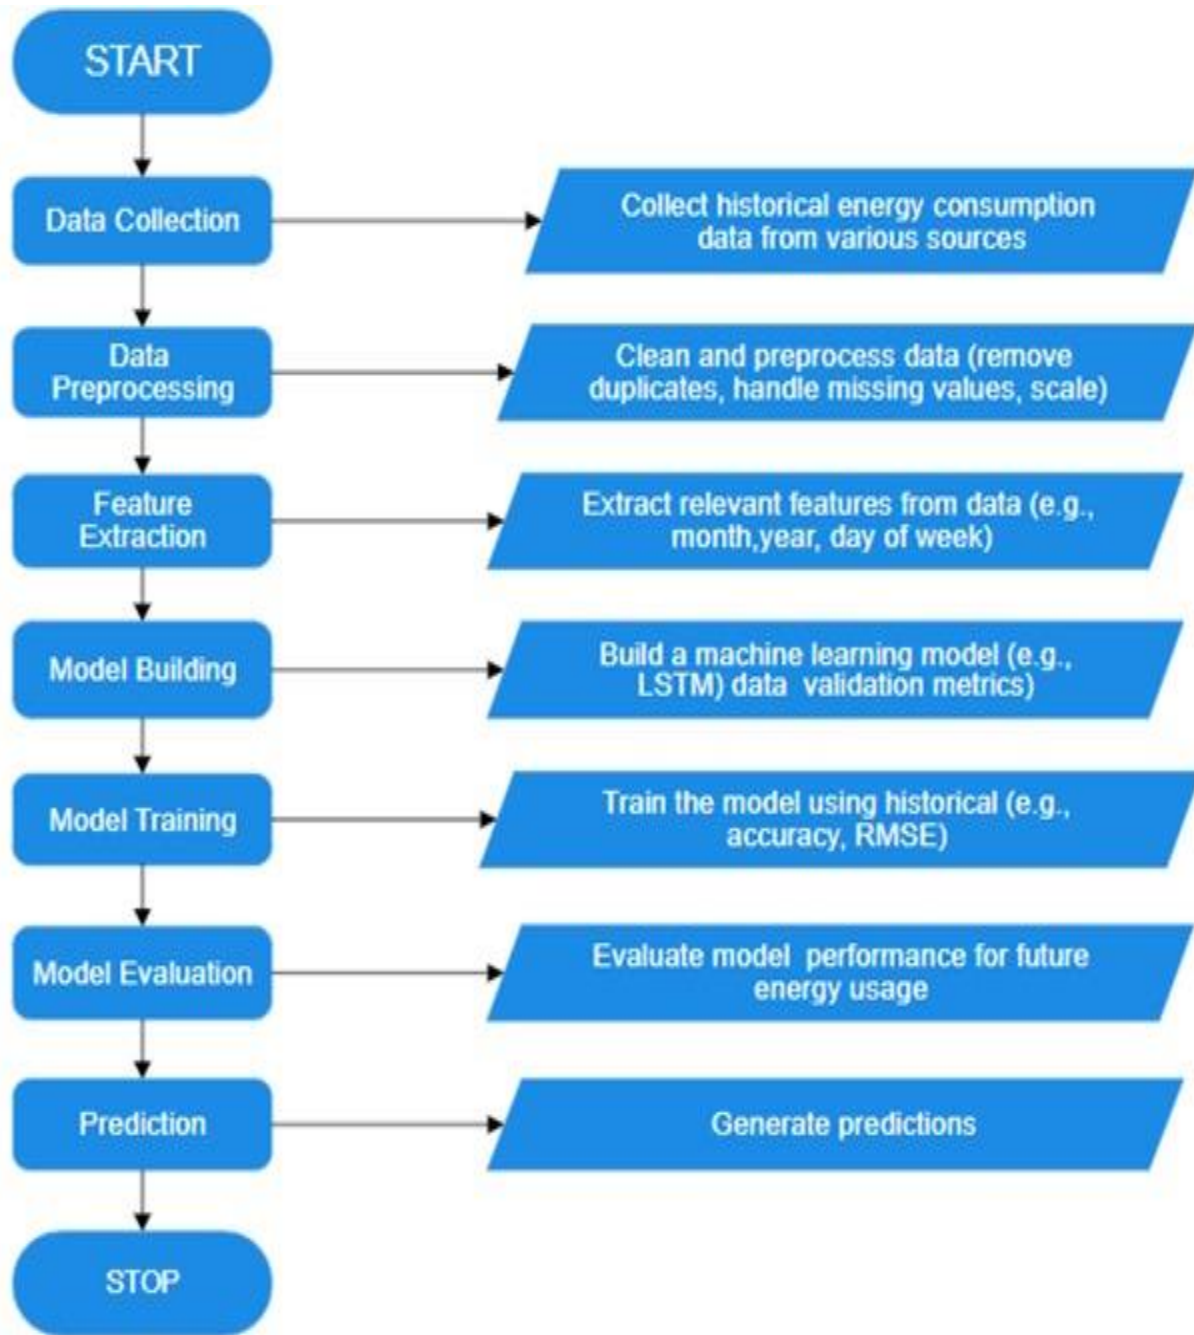 START
Data Collection
Collect historical energy consumption
data from various sources
Data
Preprocessing
Clean and preprocess data (remove
duplicates, handle missing values, scale)
Feature
Extraction
Extract relevant features from data (e.g.,
month,year, day of week)
Model Building
Build a machine learning model (e.g.,
LSTM) data  validation metrics)
Model Training
Train the model using historical (e.g.,
accuracy, RMSE)
Model Evaluation
Evaluate model  performance for future
energy usage
Prediction
Generate predictions
STOP